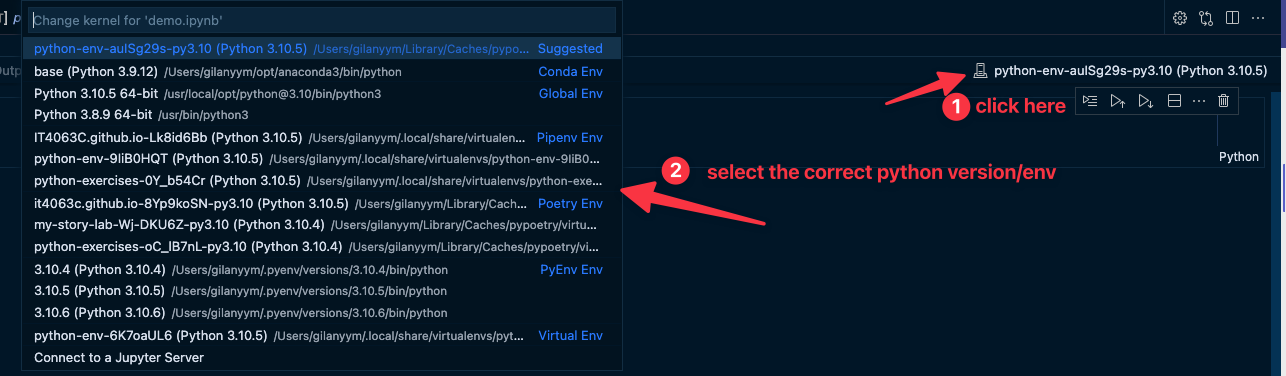 Change kernel for 'demo.ipynb'
python-env-aulSg29s-py3.10 (Python 3.10.5) /Users/gilanyym/Library/Caches/pypo... Suggested
base (Python 3.9.12) /Users/gilanyym/opt/anaconda3/bin/python Conda Env
Python 3.10.5 64-bit /usr/local/opt/python@3.10/bin/python3 Global Env
Python 3.8.9 64-bit /usr/bin/python3
IT4063C.github.io-Lk8id6Bb (Python 3.10.5) /Users/gilanyym/.local/share/virtualen... Pipenv Env
python-env-9IiB0HQT (Python 3.10.5) /Users/gilanyym/.local/share/virtualenvs/python-env-9IiB0...
python-exercises-0Y_b54Cr (Python 3.10.5) /Users/gilanyym/.local/share/virtualenvs/python-exe...
it4063c.github.io-8Yp9koSN-py3.10 (Python 3.10.5) /Users/gilanyym/Library/Cach... Poetry Env
my-story-lab-Wj-DKU6Z-py3.10 (Python 3.10.4) /Users/gilanyym/Library/Caches/pypoetry/virtu...
python-exercises-oC_lB7nL-py3.10 (Python 3.10.4) /Users/gilanyym/Library/Caches/pypoetry/vi...
3.10.4 (Python 3.10.4) /Users/gilanyym/.pyenv/versions/3.10.4/bin/python PyEnv Env
3.10.5 (Python 3.10.5) /Users/gilanyym/.pyenv/versions/3.10.5/bin/python
3.10.6 (Python 3.10.6) /Users/gilanyym/.pyenv/versions/3.10.6/bin/python
python-env-6K7oaUL6 (Python 3.10.5) /Users/gilanyym/.local/share/virtualenvs/pyt... Virtual Env
Connect to a Jupyter Server
python-env-aulSg29s-py3.10 (Python 3.10.5)
1 click here
Python
2 select the correct python version/env